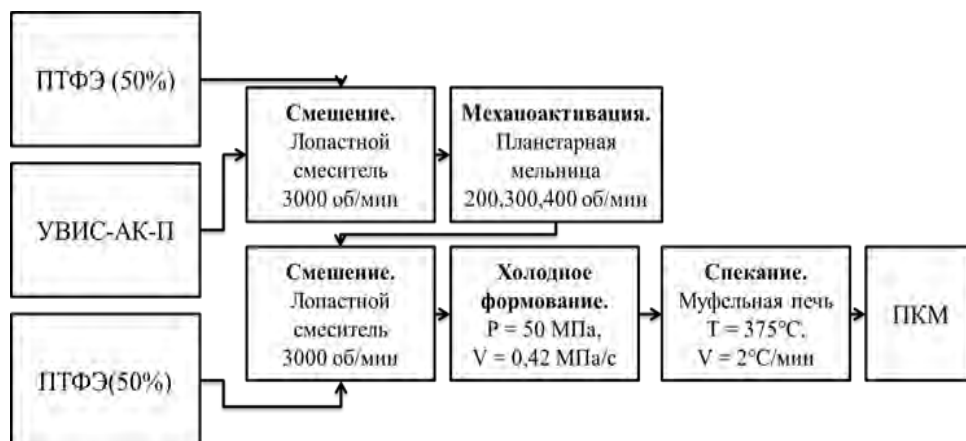 ПТФЭ (50%)
Смешение.
Лопастной
смеситель
3000 об/мин
Механоактивация.
Планетарная
мельница
200,300,400 об/мин
УВИС-АК-П
Смешение.
Лопастной
смеситель
3000 об/мин
Холодное
формование.
P = 50 МПа,
V = 0,42 МПа/с
Спекание.
Муфельная печь
T = 375°C.
V = 2°C/мин
ПКМ
ПТФЭ(50%)